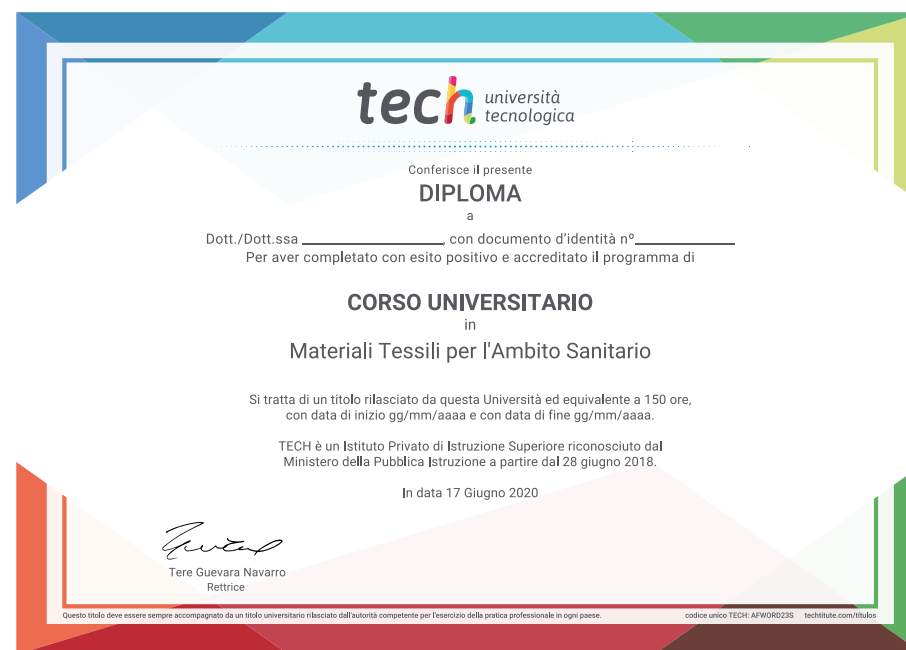 tech università
tecnologica
Conferisce il presente
DIPLOMA
a
Dott./Dott.ssa ____________________, con documento d'identità nº______________
Per aver completato con esito positivo e accreditato il programma di
CORSO UNIVERSITARIO
in
Materiali Tessili per l'Ambito Sanitario
Si tratta di un titolo rilasciato da questa Università ed equivalente a 150 ore,
con data di inizio gg/mm/aaaa e con data di fine gg/mm/aaaa.
TECH è un Istituto Privato di Istruzione Superiore riconosciuto dal
Ministero della Pubblica Istruzione a partire dal 28 giugno 2018.
In data 17 Giugno 2020
Tere Guevara Navarro
Rettrice
Questo titolo deve essere sempre accompagnato da un titolo universitario rilasciato dall'autorità competente per l'esercizio della pratica professionale in ogni paese. codice unico TECH: AFWORD23S techtitute.com/títulos